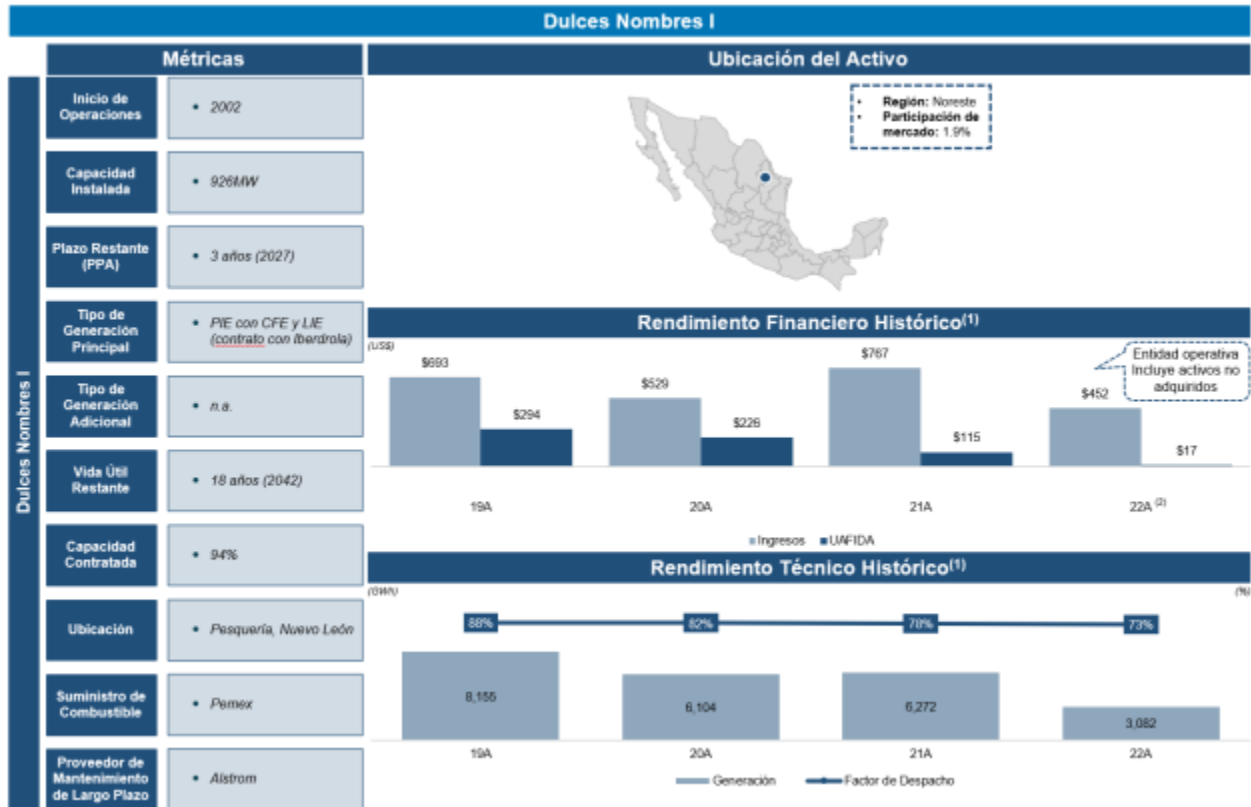 Dulces Nombres I
Métricas
Dulces Nombres I
Inicio de
Operaciones
• 2002
Capacidad
Instalada
• 926MW
Plazo Restante
(PPA)
• 3 años (2027)
Tipo de
Generación
Principal
• PIE con CFE y LIE
(contrato con Iberdrola)
Tipo de
Generación
Adicional
• n.a.
Vida Útil
Restante
• 18 años (2042)
Capacidad
Contratada
• 94%
Ubicación
• Pesquería, Nuevo León
Suministro de
Combustible
• Pemex
Proveedor de
Mantenimiento
de Largo Plazo
• Alstrom
Ubicación del Activo
• Región: Noreste
• Participación de
mercado: 1.9%
Rendimiento Financiero Histórico(1)
(US$)
Entidad operativa
Incluye activos no
adquiridos
$693
$294
$529
$226
$767
$115
$452
$17
19A
20A
21A
22A (2)
Ingresos
UAFIDA
Rendimiento Técnico Histórico(1)
(GWh)
(%)
88%
82%
78%
73%
8,155
6,104
6,272
3,082
19A
20A
21A
22A
Generación
Factor de Despacho